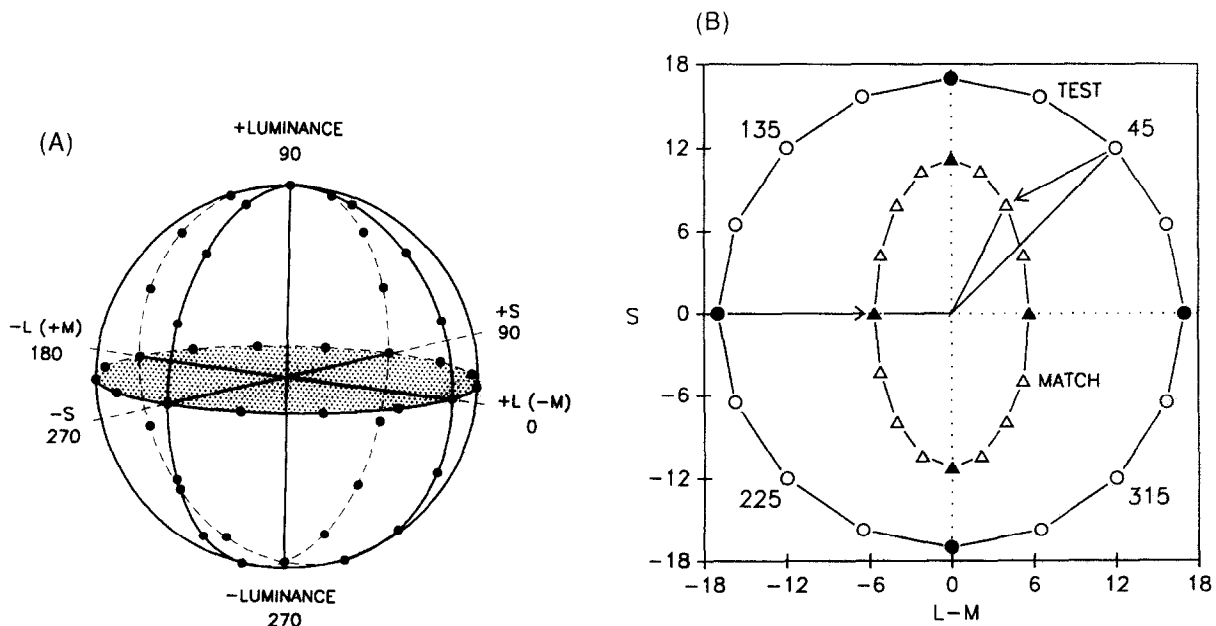 (A)
+LUMINANCE
90
-L (+M)
180
+S
90
-S
270
+L (-M)
0
-LUMINANCE
270
(B)
18
12
6
0
-6
-12
-18
S
-18
-12
-6
0
6
12
18
L-M
TEST
135
45
MATCH
225
315